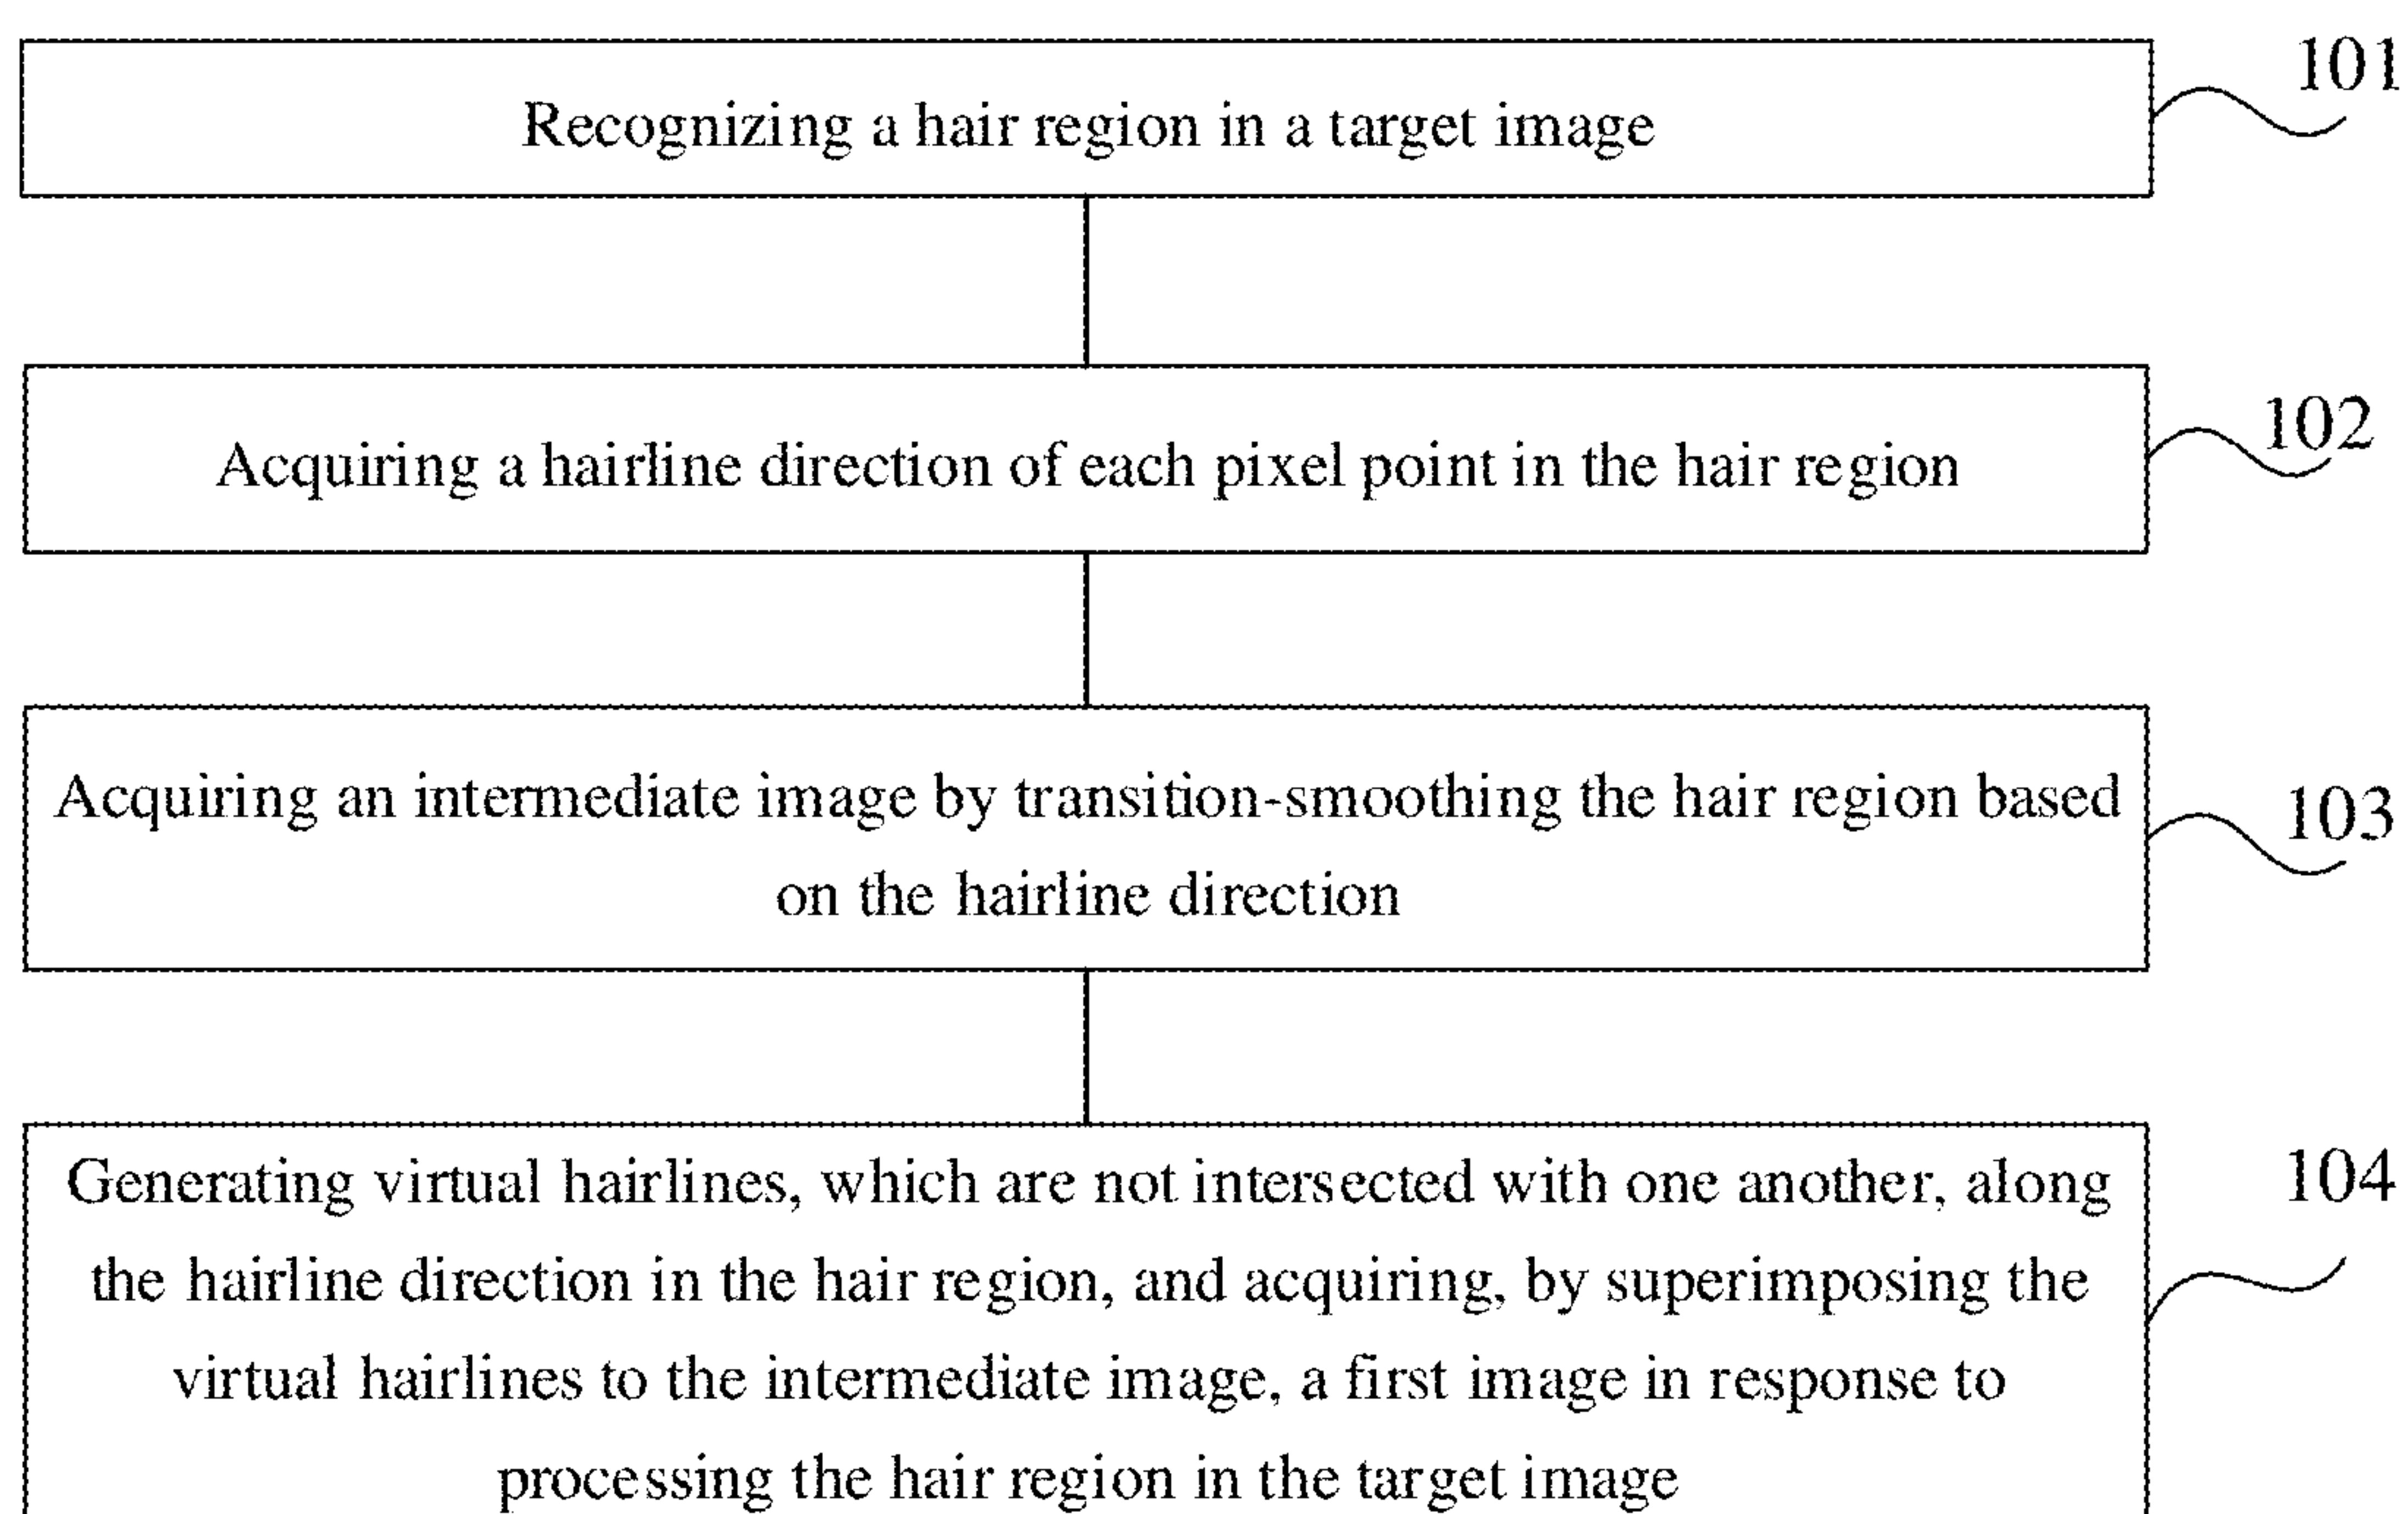 101
Recognizing a hair region in a target image
102
Acquiring a hairline direction of each pixel point in the hair region
Acquiring an intermediate image by transition-smoothing the hair region based
103
on the hairline direction
Generating virtual hairlines, which are not intersected with one another, along
104
the hairline direction in the hair region, and acquiring, by superimposing the
virtual hairlines to the intermediate image, a first image in response to
processing the hair region in the target image